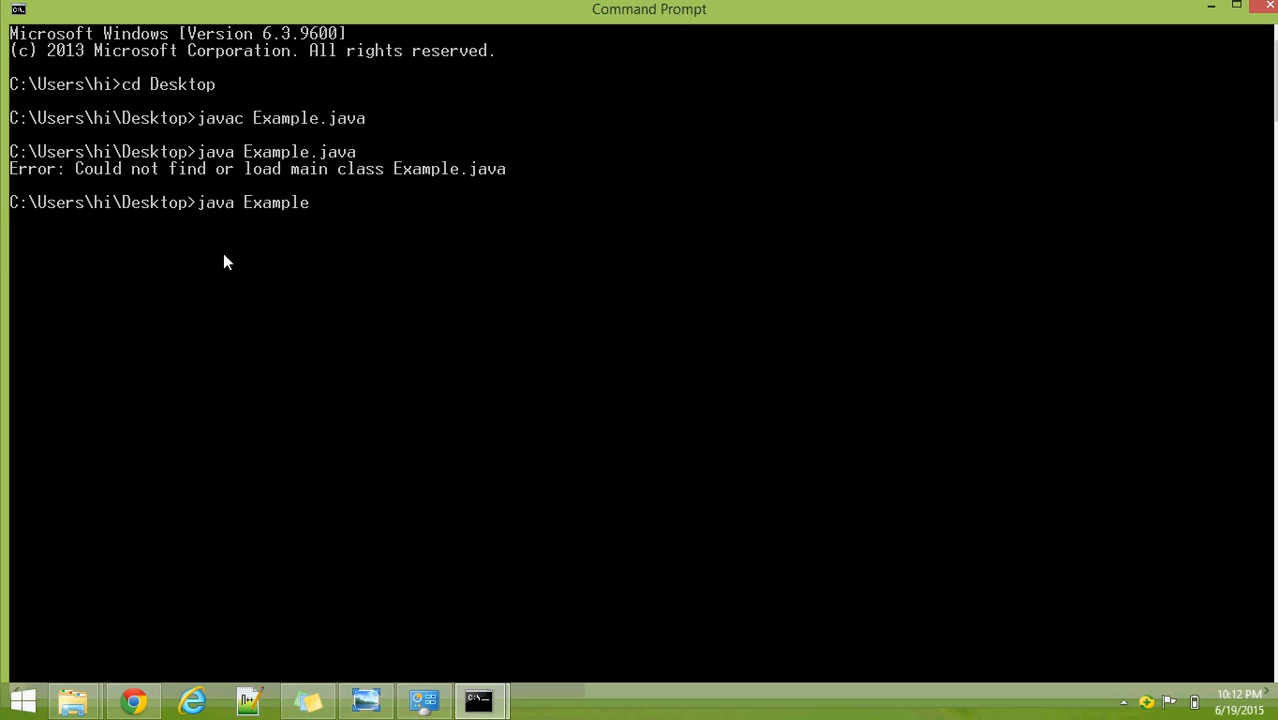 Command Prompt
Microsoft Windows [Version 6.3.9600]
(c) 2013 Microsoft Corporation. All rights reserved.
C:\Users\hi>cd Desktop
C:\Users\hi\Desktop>javac Example.java
C:\Users\hi\Desktop>java Example.java
Error: Could not find or load main class Example.java
C:\Users\hi\Desktop>java Example
10:12 PM
6/19/2015